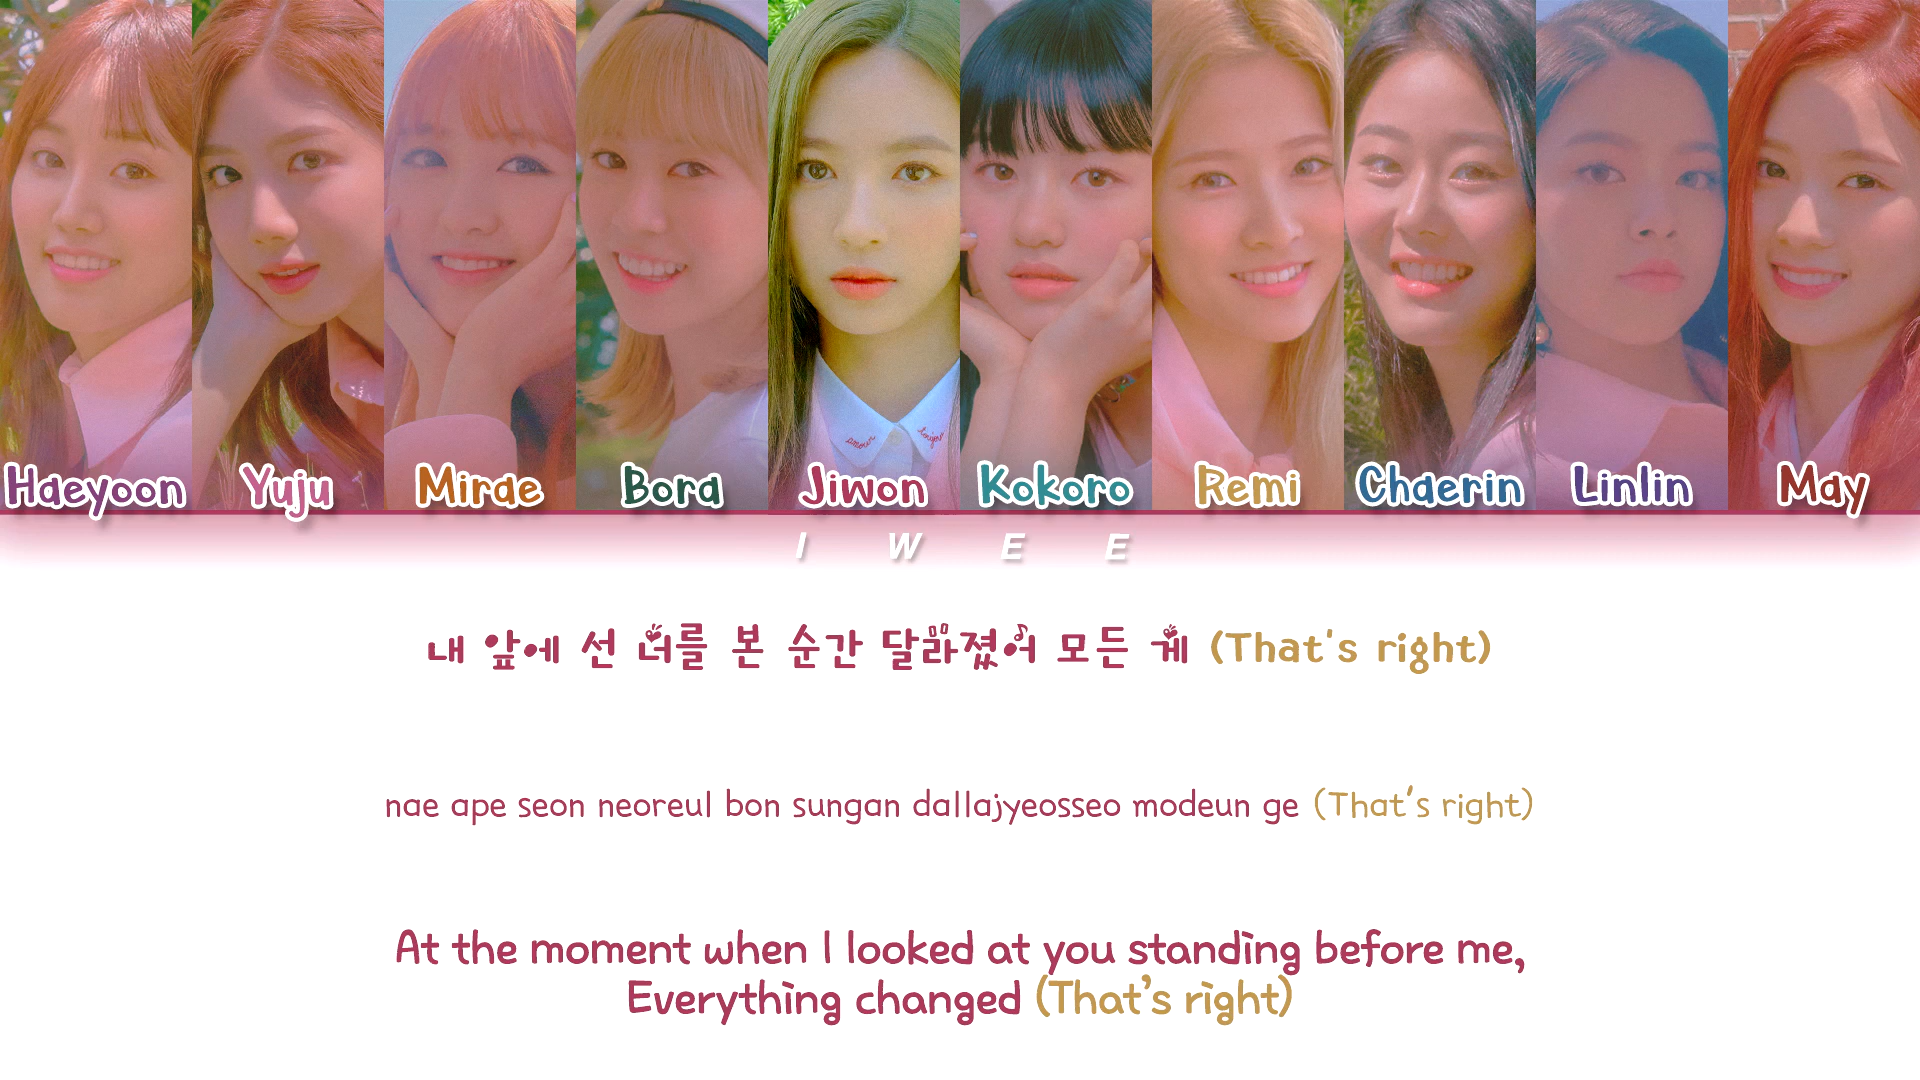 Haeyoon Yuju Mirae Bora Jiwon Kokoro Remi Chaerin Linlin May
I W E E
내 앞에 선 너를 본 순간 달라졌어 모든 게 (That's right)
nae ape seon neoreul bon sungan dallajyeosseo modeun ge (That's right)
At the moment when I looked at you standing before me,
Everything changed (That's right)